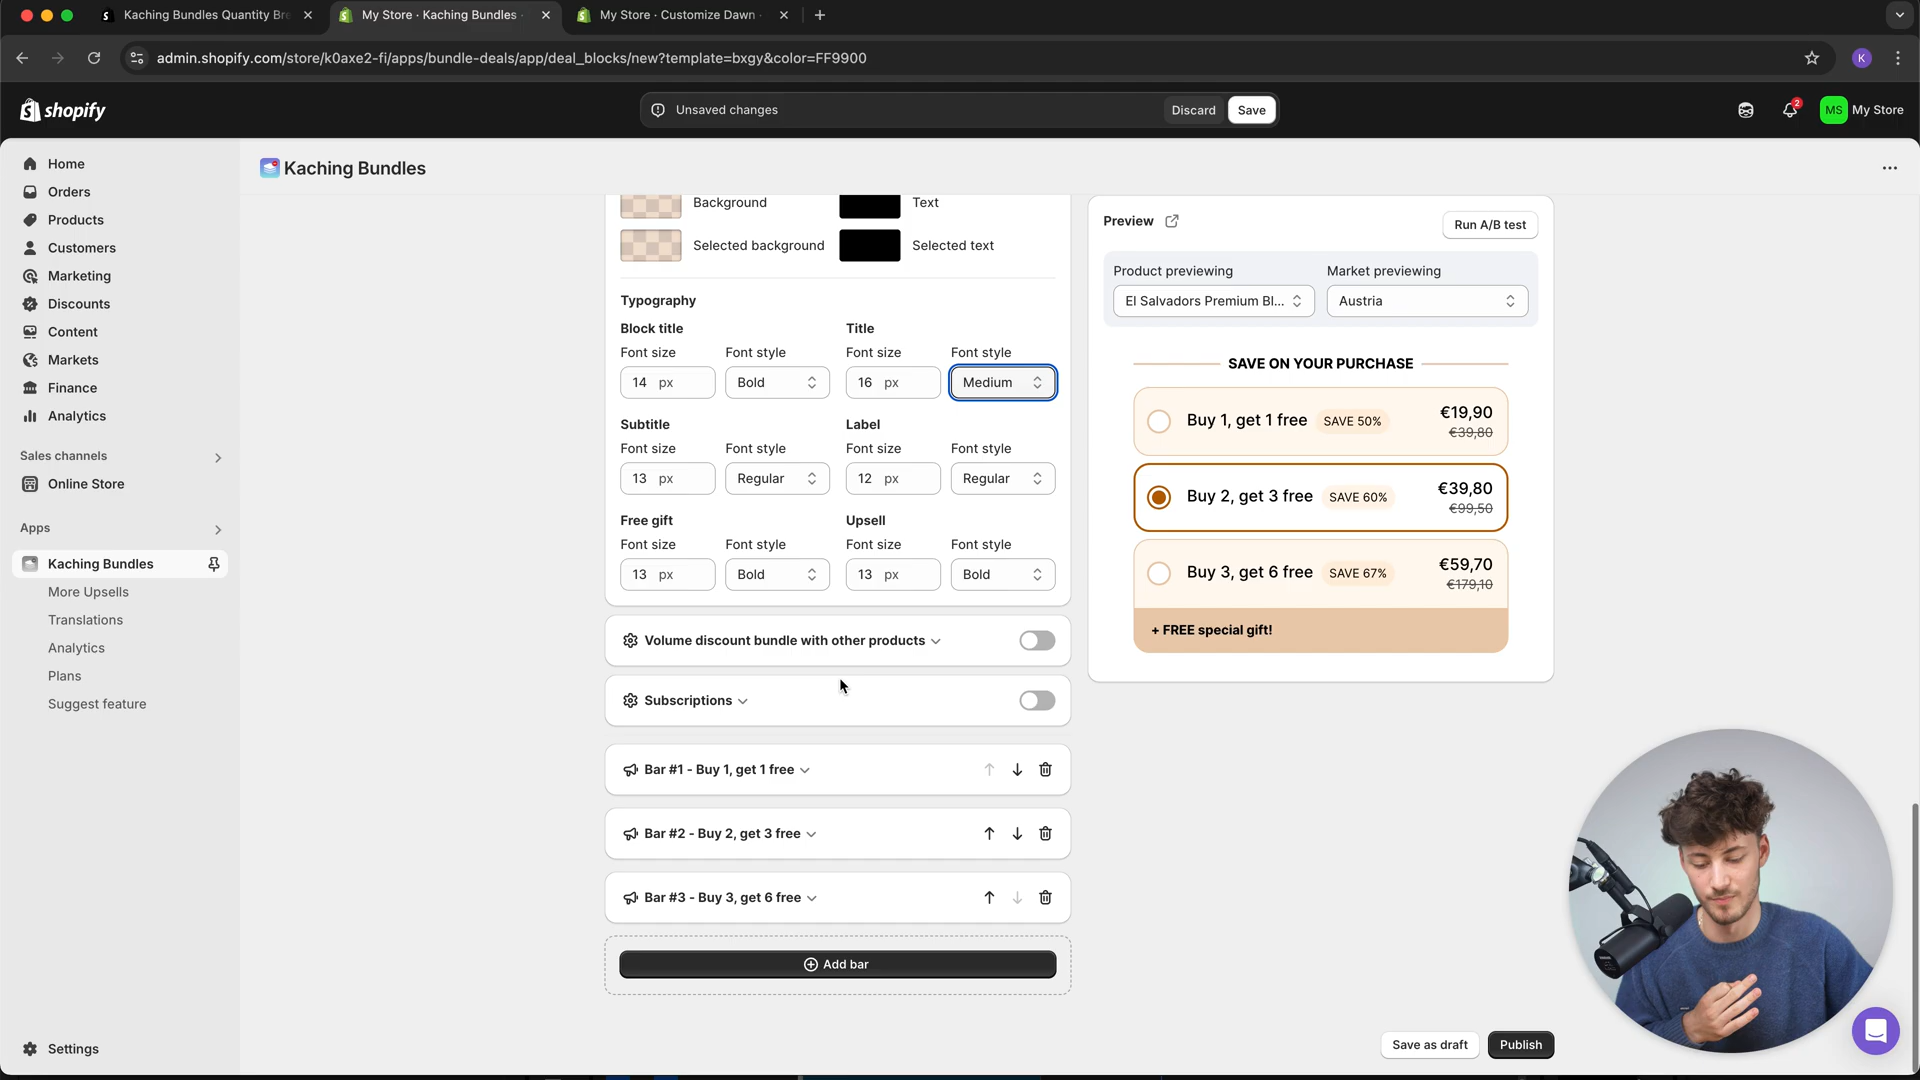 Kaching Bundles Quantity Bre
My Store · Kaching Bundles ·
My Store · Customize Dawn ·
admin.shopify.com/store/k0axe2-fi/apps/bundle-deals/app/deal_blocks/new?template=bxgy&color=FF9900
K
shopify
Unsaved changes
Discard
Save
2
MS
My Store
Home
Orders
Products
Customers
Marketing
Discounts
Content
Markets
Finance
Analytics
Sales channels
Online Store
Apps
Kaching Bundles
More Upsells
Translations
Analytics
Plans
Suggest feature
Settings
Kaching Bundles
Background
Text
Selected background
Selected text
Typography
Block title
Title
Font size
Font style
Font size
Font style
14 px
Bold
16 px
Medium
Subtitle
Label
Font size
Font style
Font size
Font style
13 px
Regular
12 px
Regular
Free gift
Upsell
Font size
Font style
Font size
Font style
13 px
Bold
13 px
Bold
Volume discount bundle with other products
Subscriptions
Bar #1 - Buy 1, get 1 free
Bar #2 - Buy 2, get 3 free
Bar #3 - Buy 3, get 6 free
Add bar
Preview
Run A/B test
Product previewing
Market previewing
El Salvadors Premium Bl...
Austria
SAVE ON YOUR PURCHASE
Buy 1, get 1 free
SAVE 50%
€19,90
€39,80
Buy 2, get 3 free
SAVE 60%
€39,80
€99,50
Buy 3, get 6 free
SAVE 67%
€59,70
€179,10
+ FREE special gift!
Save as draft
Publish